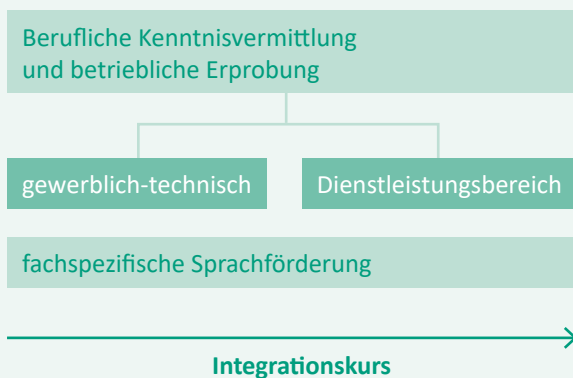 Berufliche Kenntnisvermittlung
und betriebliche Erprobung
gewerblich-technisch
Dienstleistungsbereich
fachspezifische Sprachförderung
Integrationskurs